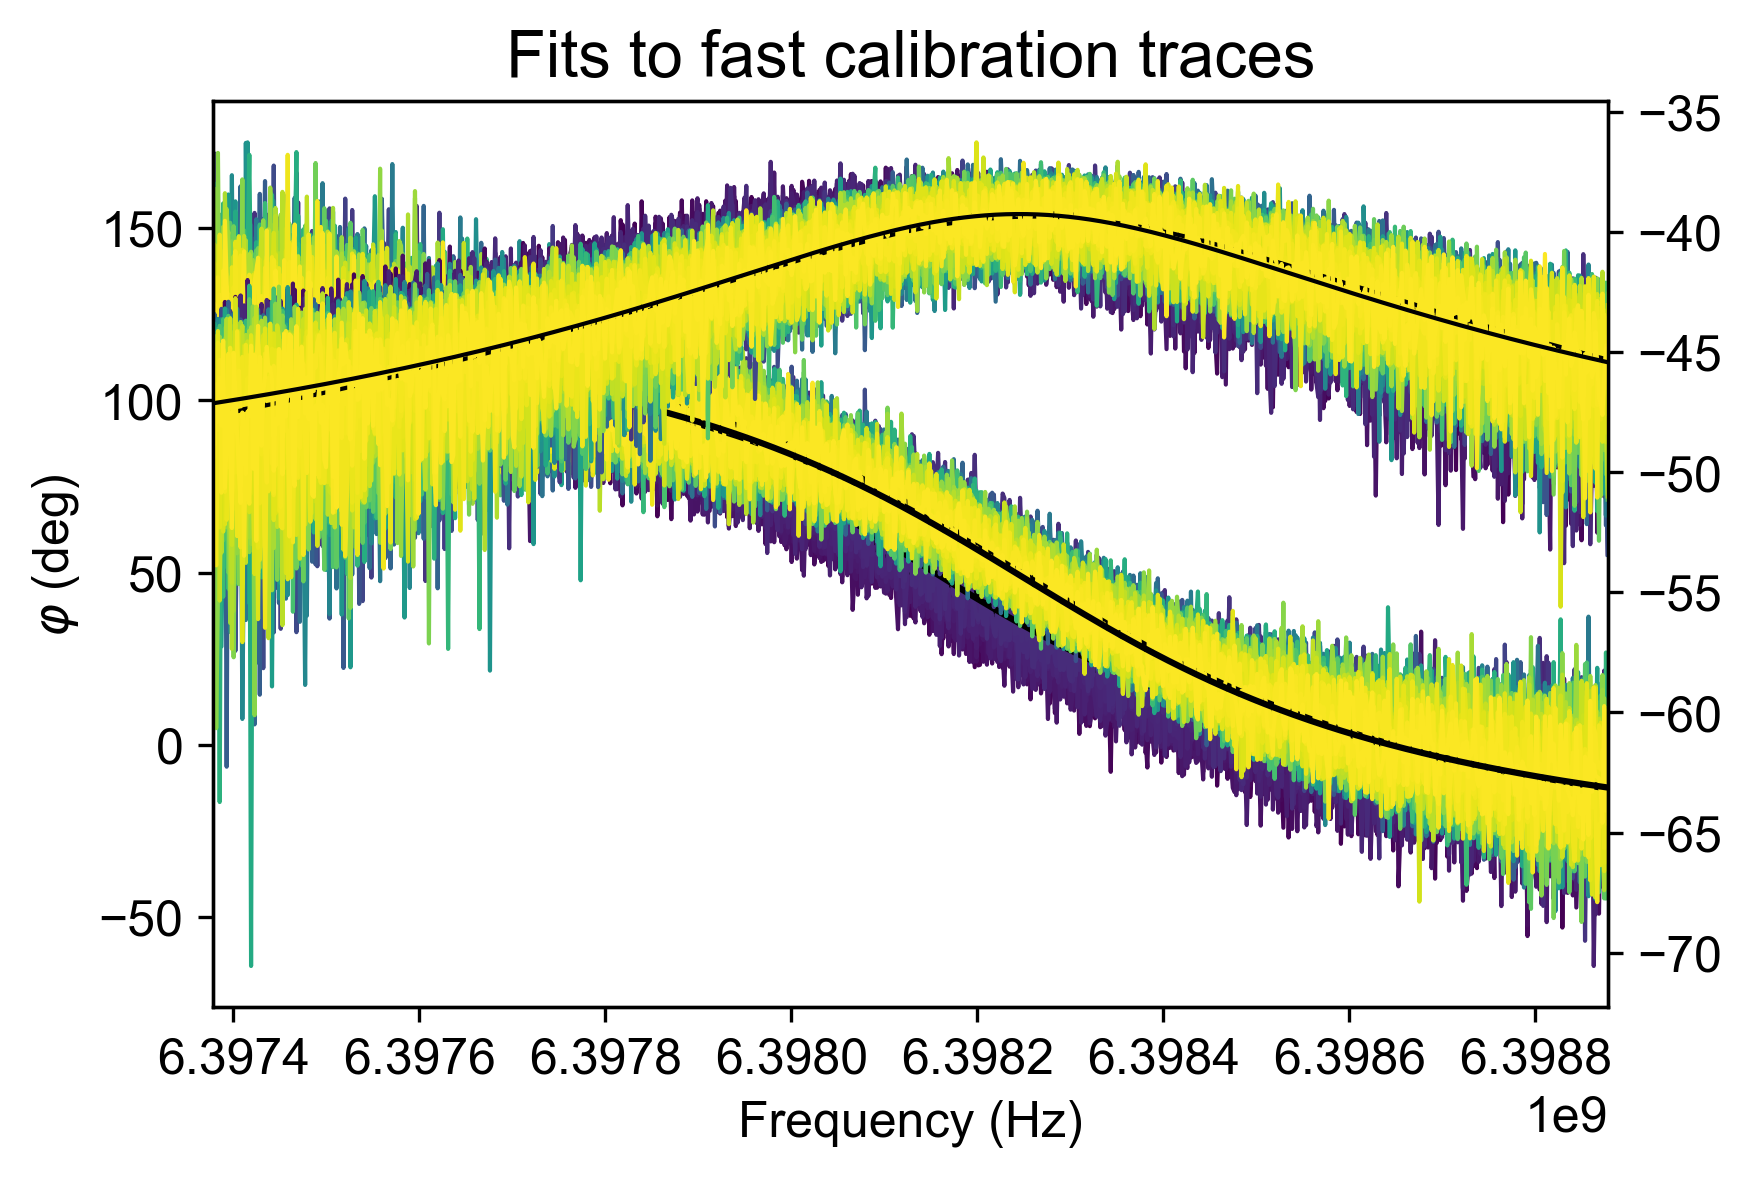 Fits to fast calibration traces
φ (deg)
150
100
50
0
−50
−35
−40
−45
−50
−55
−60
−65
−70
6.3974 6.3976 6.3978 6.3980 6.3982 6.3984 6.3986 6.3988
1e9
Frequency (Hz)